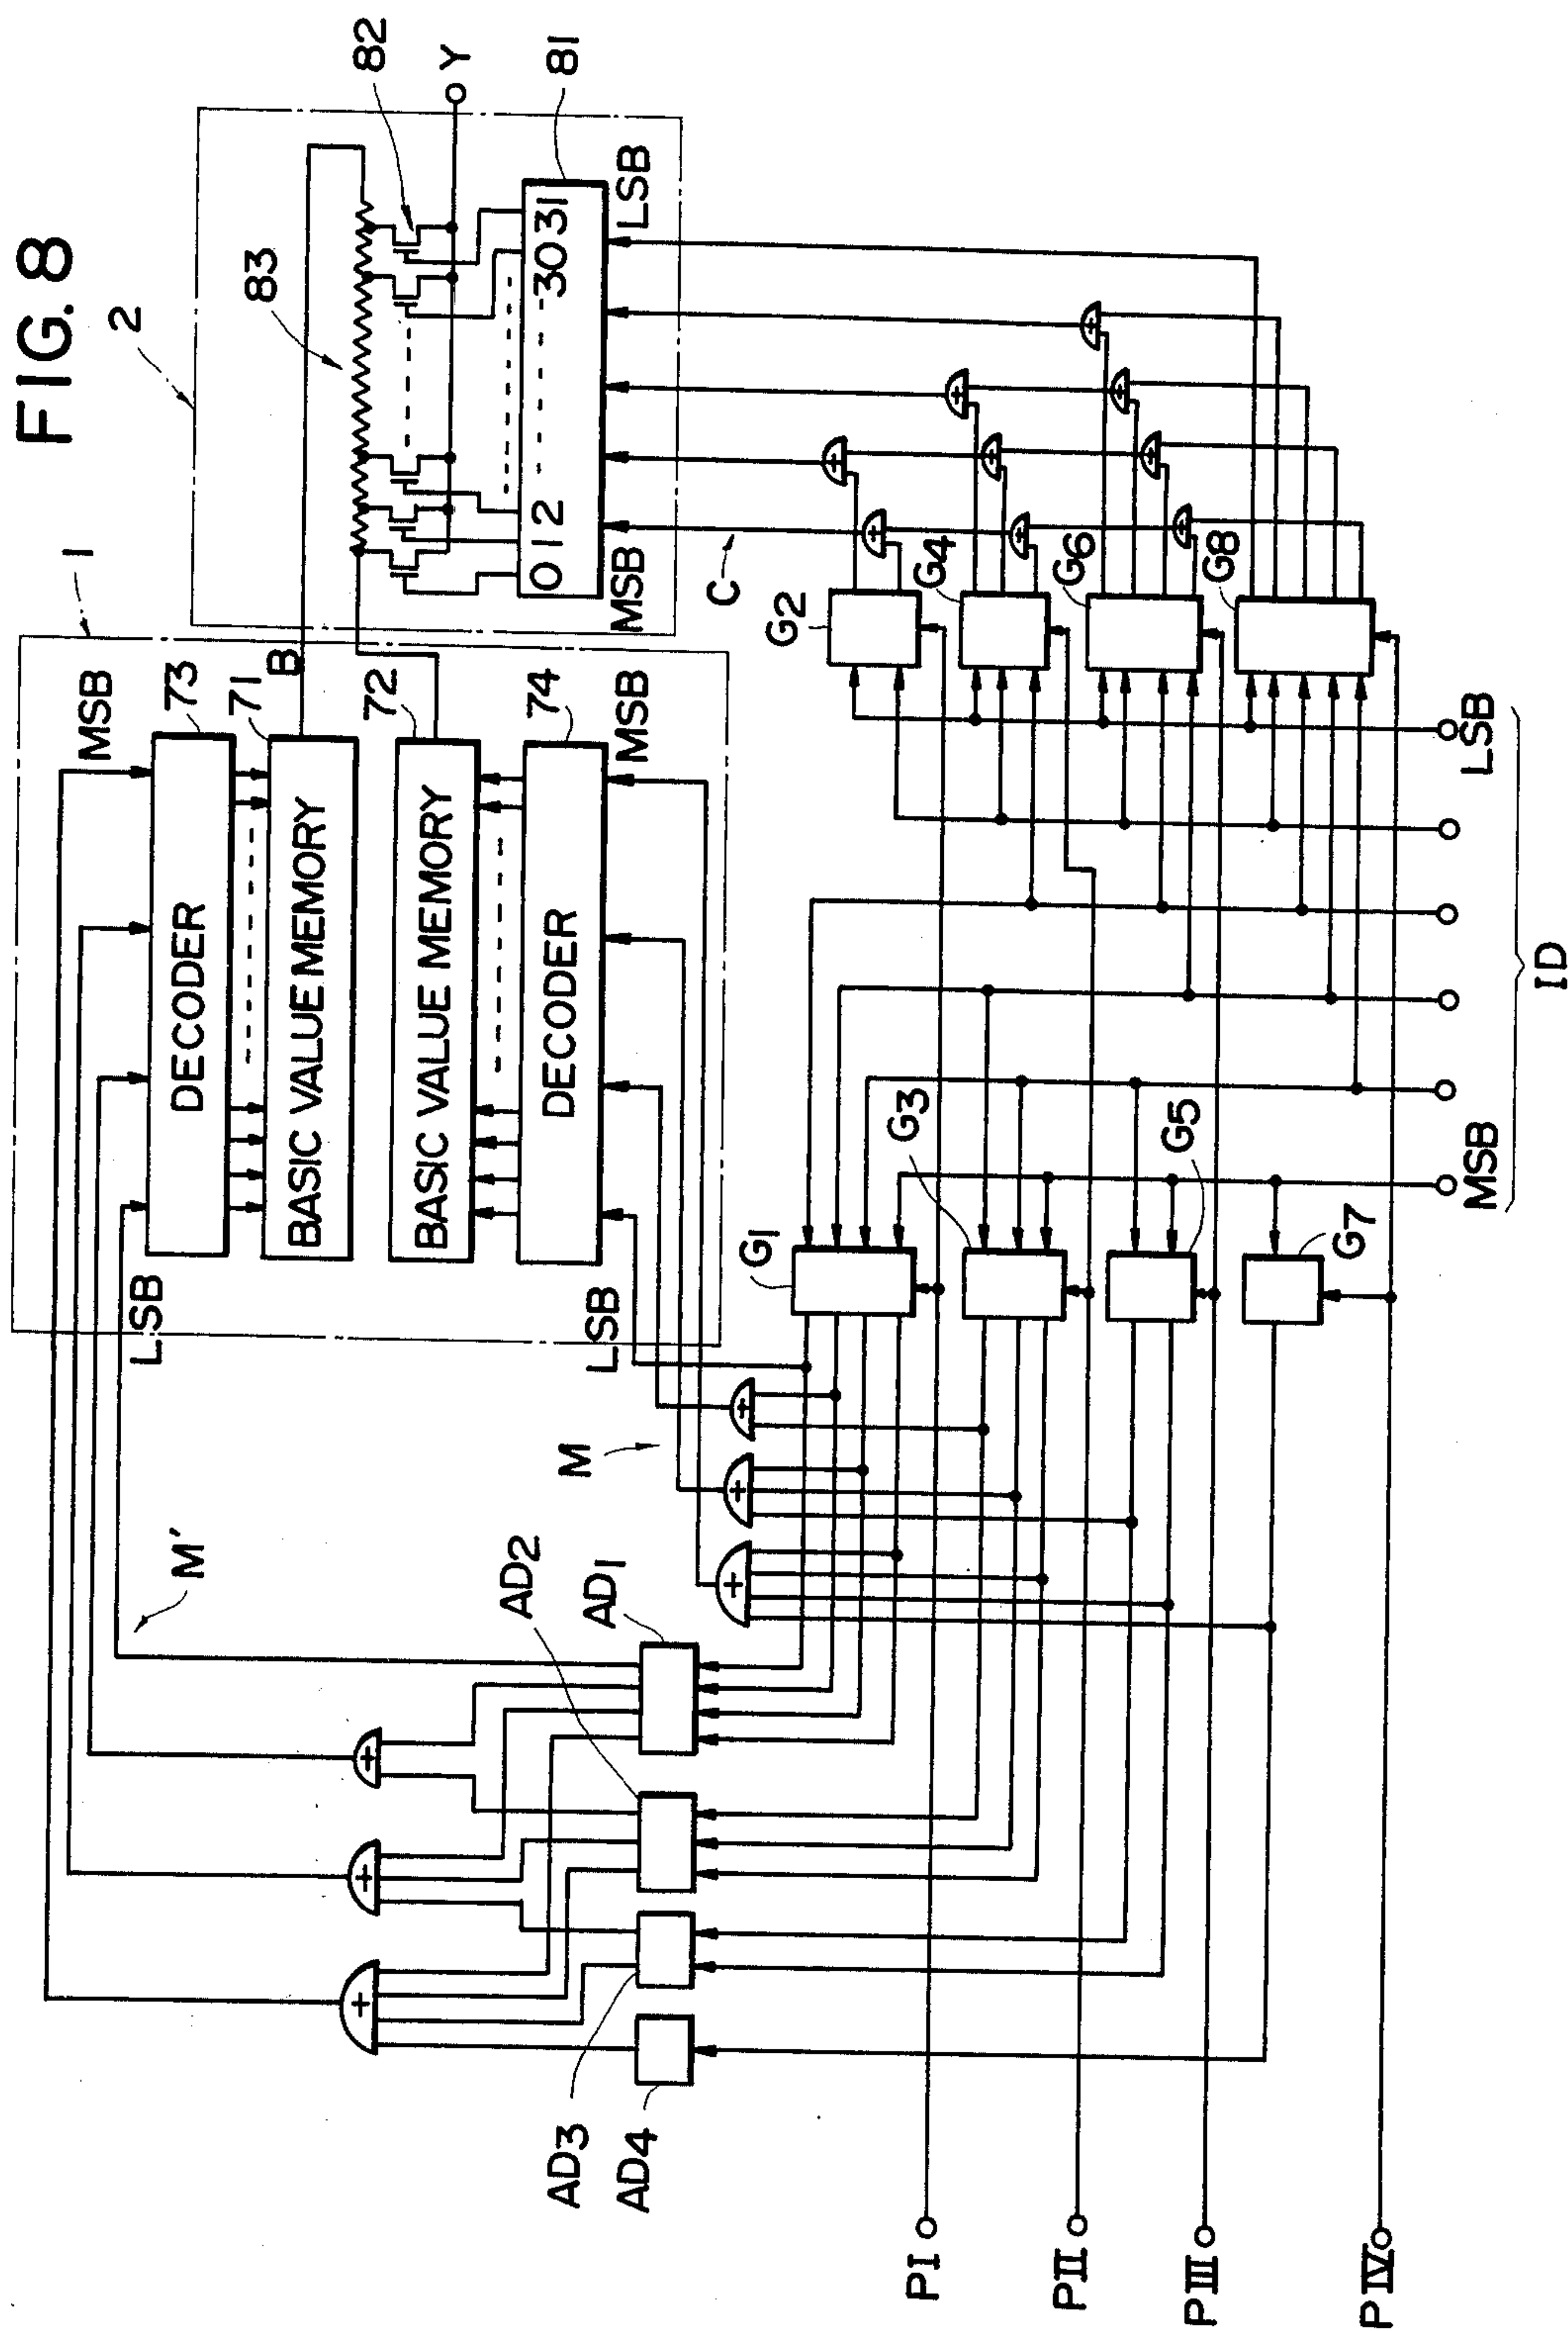 FIG. 8
1
2
83
82
Y
81
MSB
73
DECODER
LSB
71
B
BASIC VALUE MEMORY
72
BASIC VALUE MEMORY
74
DECODER
MSB
LSB
0 1 2 30 31
MSB
LSB
C
M'
M
AD2
AD1
AD3
AD4
G1
G2
G3
G4
G5
G6
G7
G8
PI
PII
PIII
PIV
MSB
LSB
ID